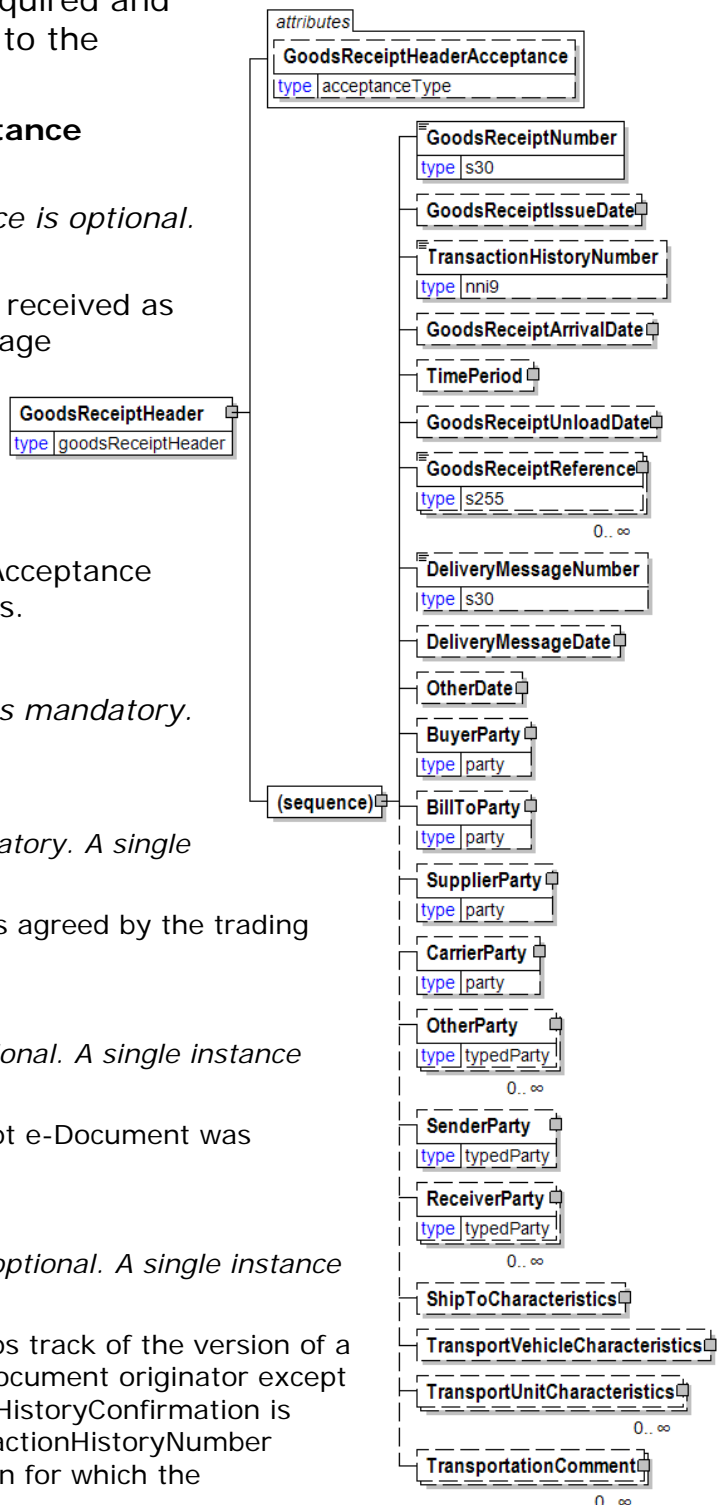 quired and
to the
tance
ce is optional.
received as
age
Acceptance
s.
s mandatory.
atory. A single
s agreed by the trading
ional. A single instance
pt e-Document was
optional. A single instance
ps track of the version of a
ocument originator except
HistoryConfirmation is
actionHistoryNumber
n for which the
GoodsReceiptHeader
type goodsReceiptHeader
attributes
GoodsReceiptHeaderAcceptance
type acceptanceType
(sequence)
GoodsReceiptNumber
type s30
GoodsReceiptIssueDate
TransactionHistoryNumber
type nni9
GoodsReceiptArrivalDate
TimePeriod
GoodsReceiptUnloadDate
GoodsReceiptReference
type s255
0.. ∞
DeliveryMessageNumber
type s30
DeliveryMessageDate
OtherDate
BuyerParty
type party
BillToParty
type party
SupplierParty
type party
CarrierParty
type party
OtherParty
type typedParty
0.. ∞
SenderParty
type typedParty
ReceiverParty
type typedParty
0.. ∞
ShipToCharacteristics
TransportVehicleCharacteristics
TransportUnitCharacteristics
0.. ∞
TransportationComment
0.. ∞